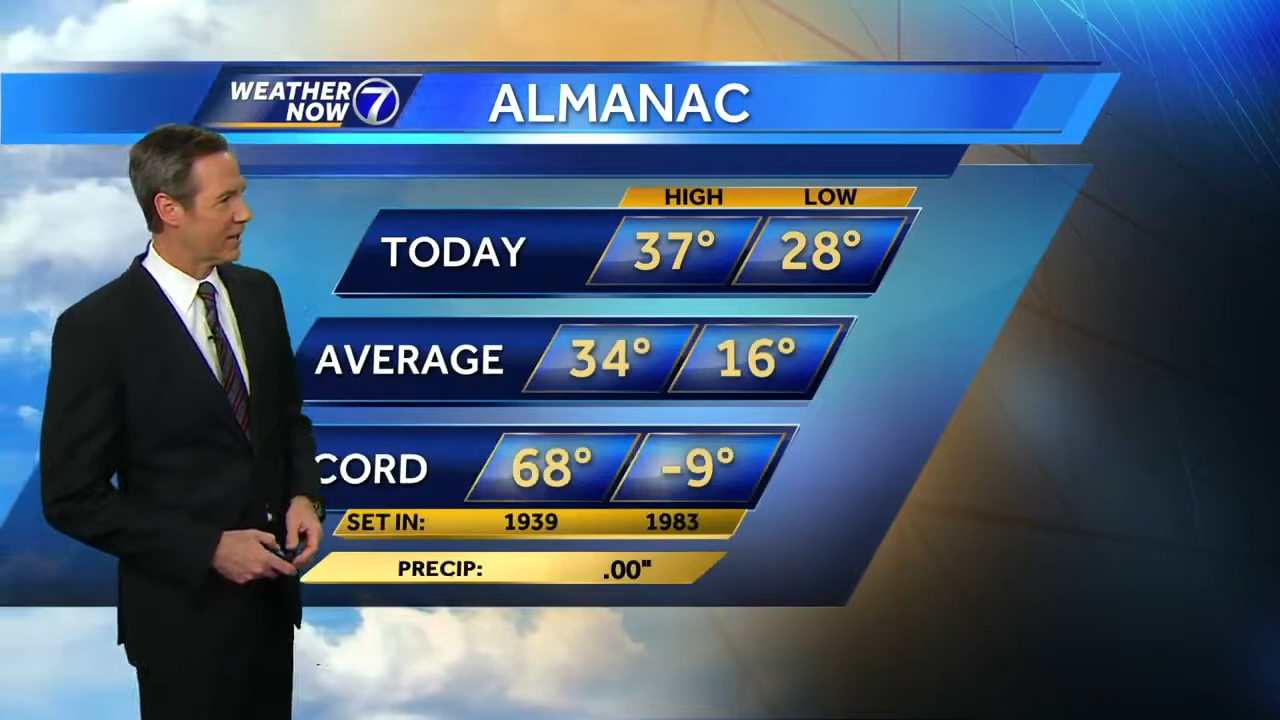 WEATHER
NOW 7
ALMANAC
HIGH LOW
TODAY 37° 28°
AVERAGE 34° 16°
CORD 68° -9°
SET IN: 1939 1983
PRECIP: .00"